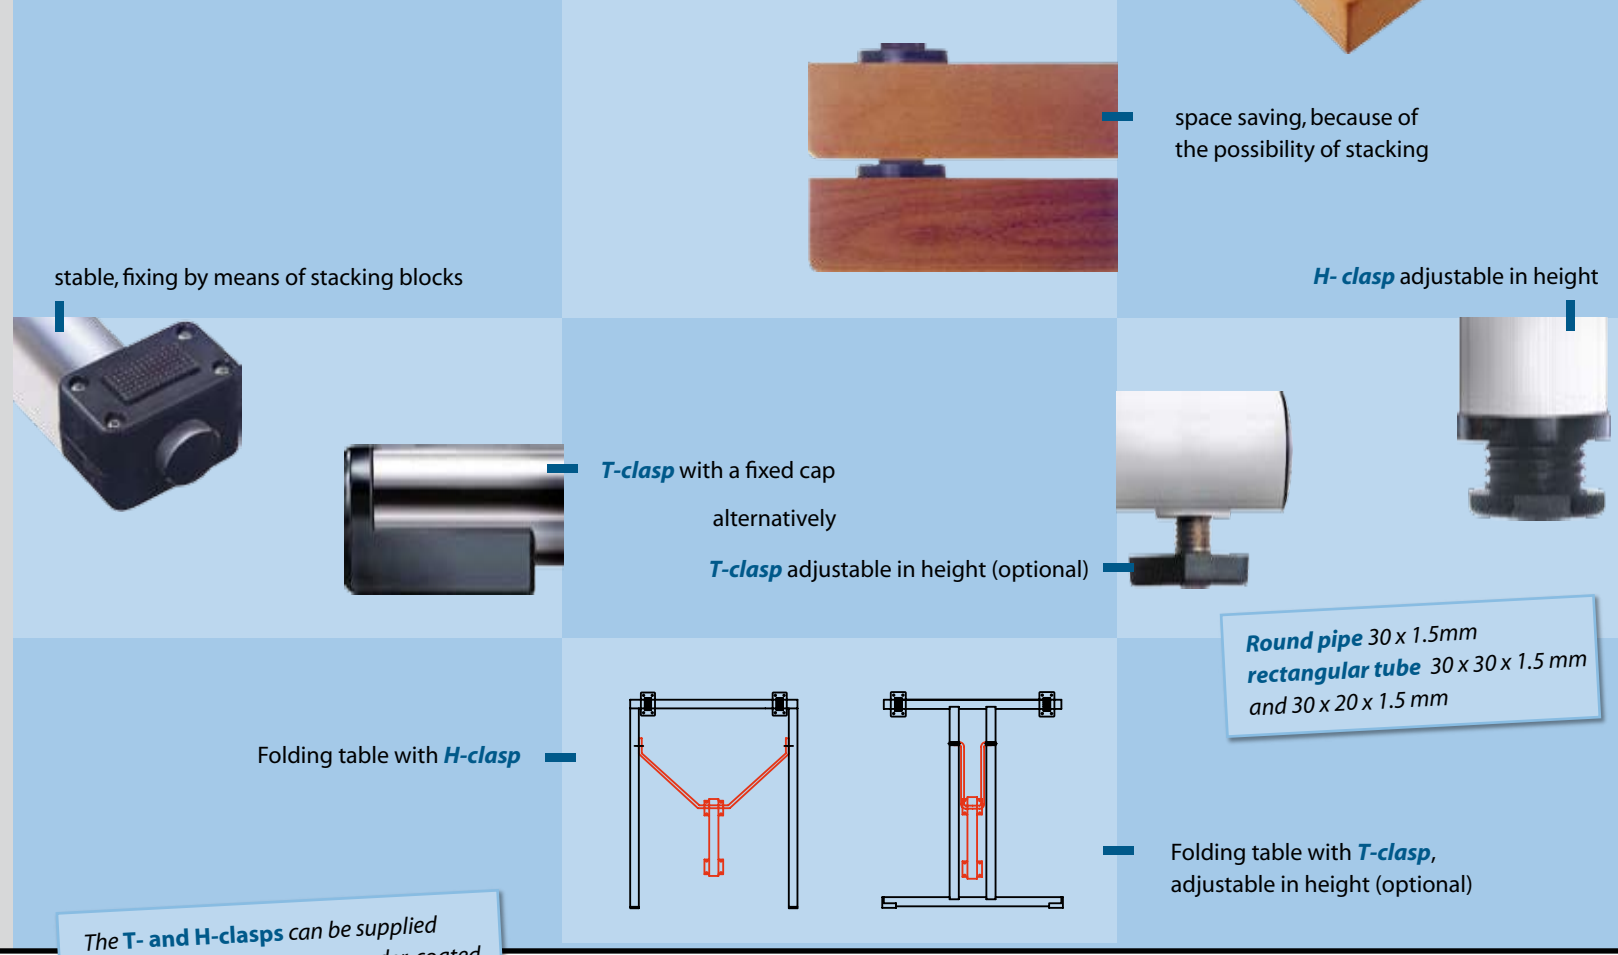 space saving, because of
the possibility of stacking
stable, fixing by means of stacking blocks
H- clasp adjustable in height
T-clasp with a fixed cap
alternatively
T-clasp adjustable in height (optional)
Round pipe 30 x 1.5mm
rectangular tube 30 x 30 x 1.5 mm
and 30 x 20 x 1.5 mm
Folding table with H-clasp
Folding table with T-clasp,
adjustable in height (optional)
The T- and H-clasps can be supplied